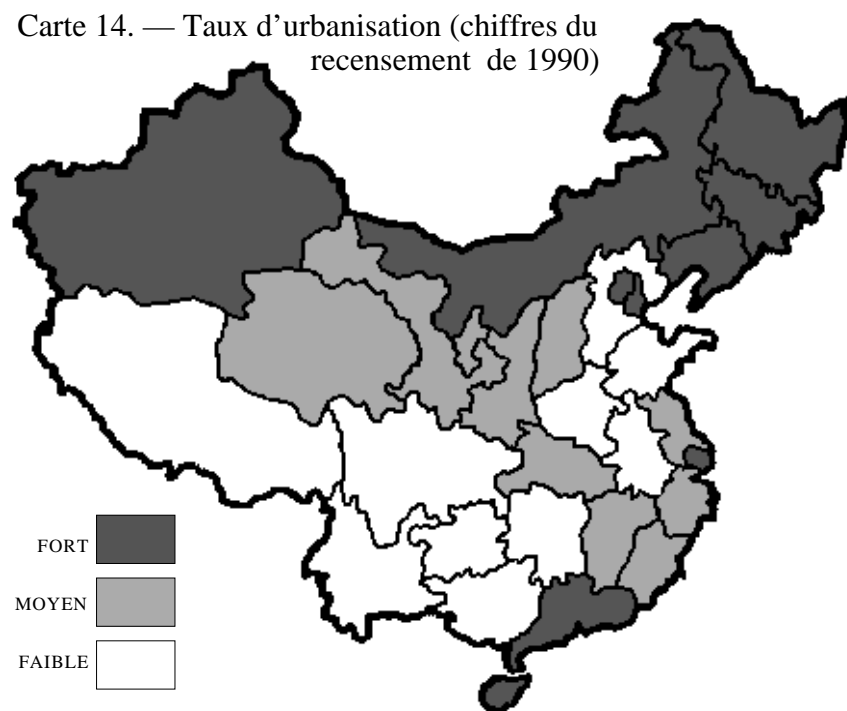 Carte 14. — Taux d’urbanisation (chiffres du
recensement de 1990)
FORT
MOYEN
FAIBLE